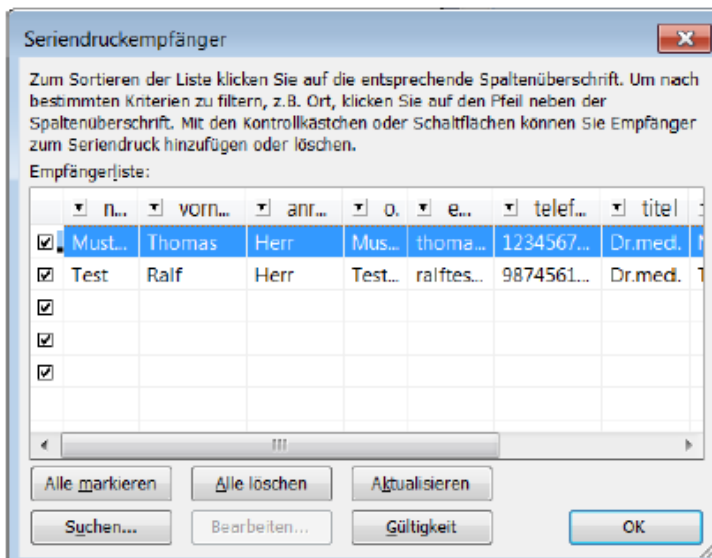 Seriendruckempfänger
Zum Sortieren der Liste klicken Sie auf die entsprechende Spaltenüberschrift. Um nach
bestimmten Kriterien zu filtern, z.B. Ort, klicken Sie auf den Pfeil neben der
Spaltenüberschrift. Mit den Kontrollkästchen oder Schaltflächen können Sie Empfänger
zum Seriendruck hinzufügen oder löschen.
Empfängerliste:
n... vorn... anr... o. e... telef... titel
Must... Thomas Herr Mus... thoma... 1234567... Dr.med.
Test Ralf Herr Test... ralftes... 9874561... Dr.med.
Alle markieren Alle löschen Aktualisieren
Suchen... Bearbeiten... Gültigkeit OK